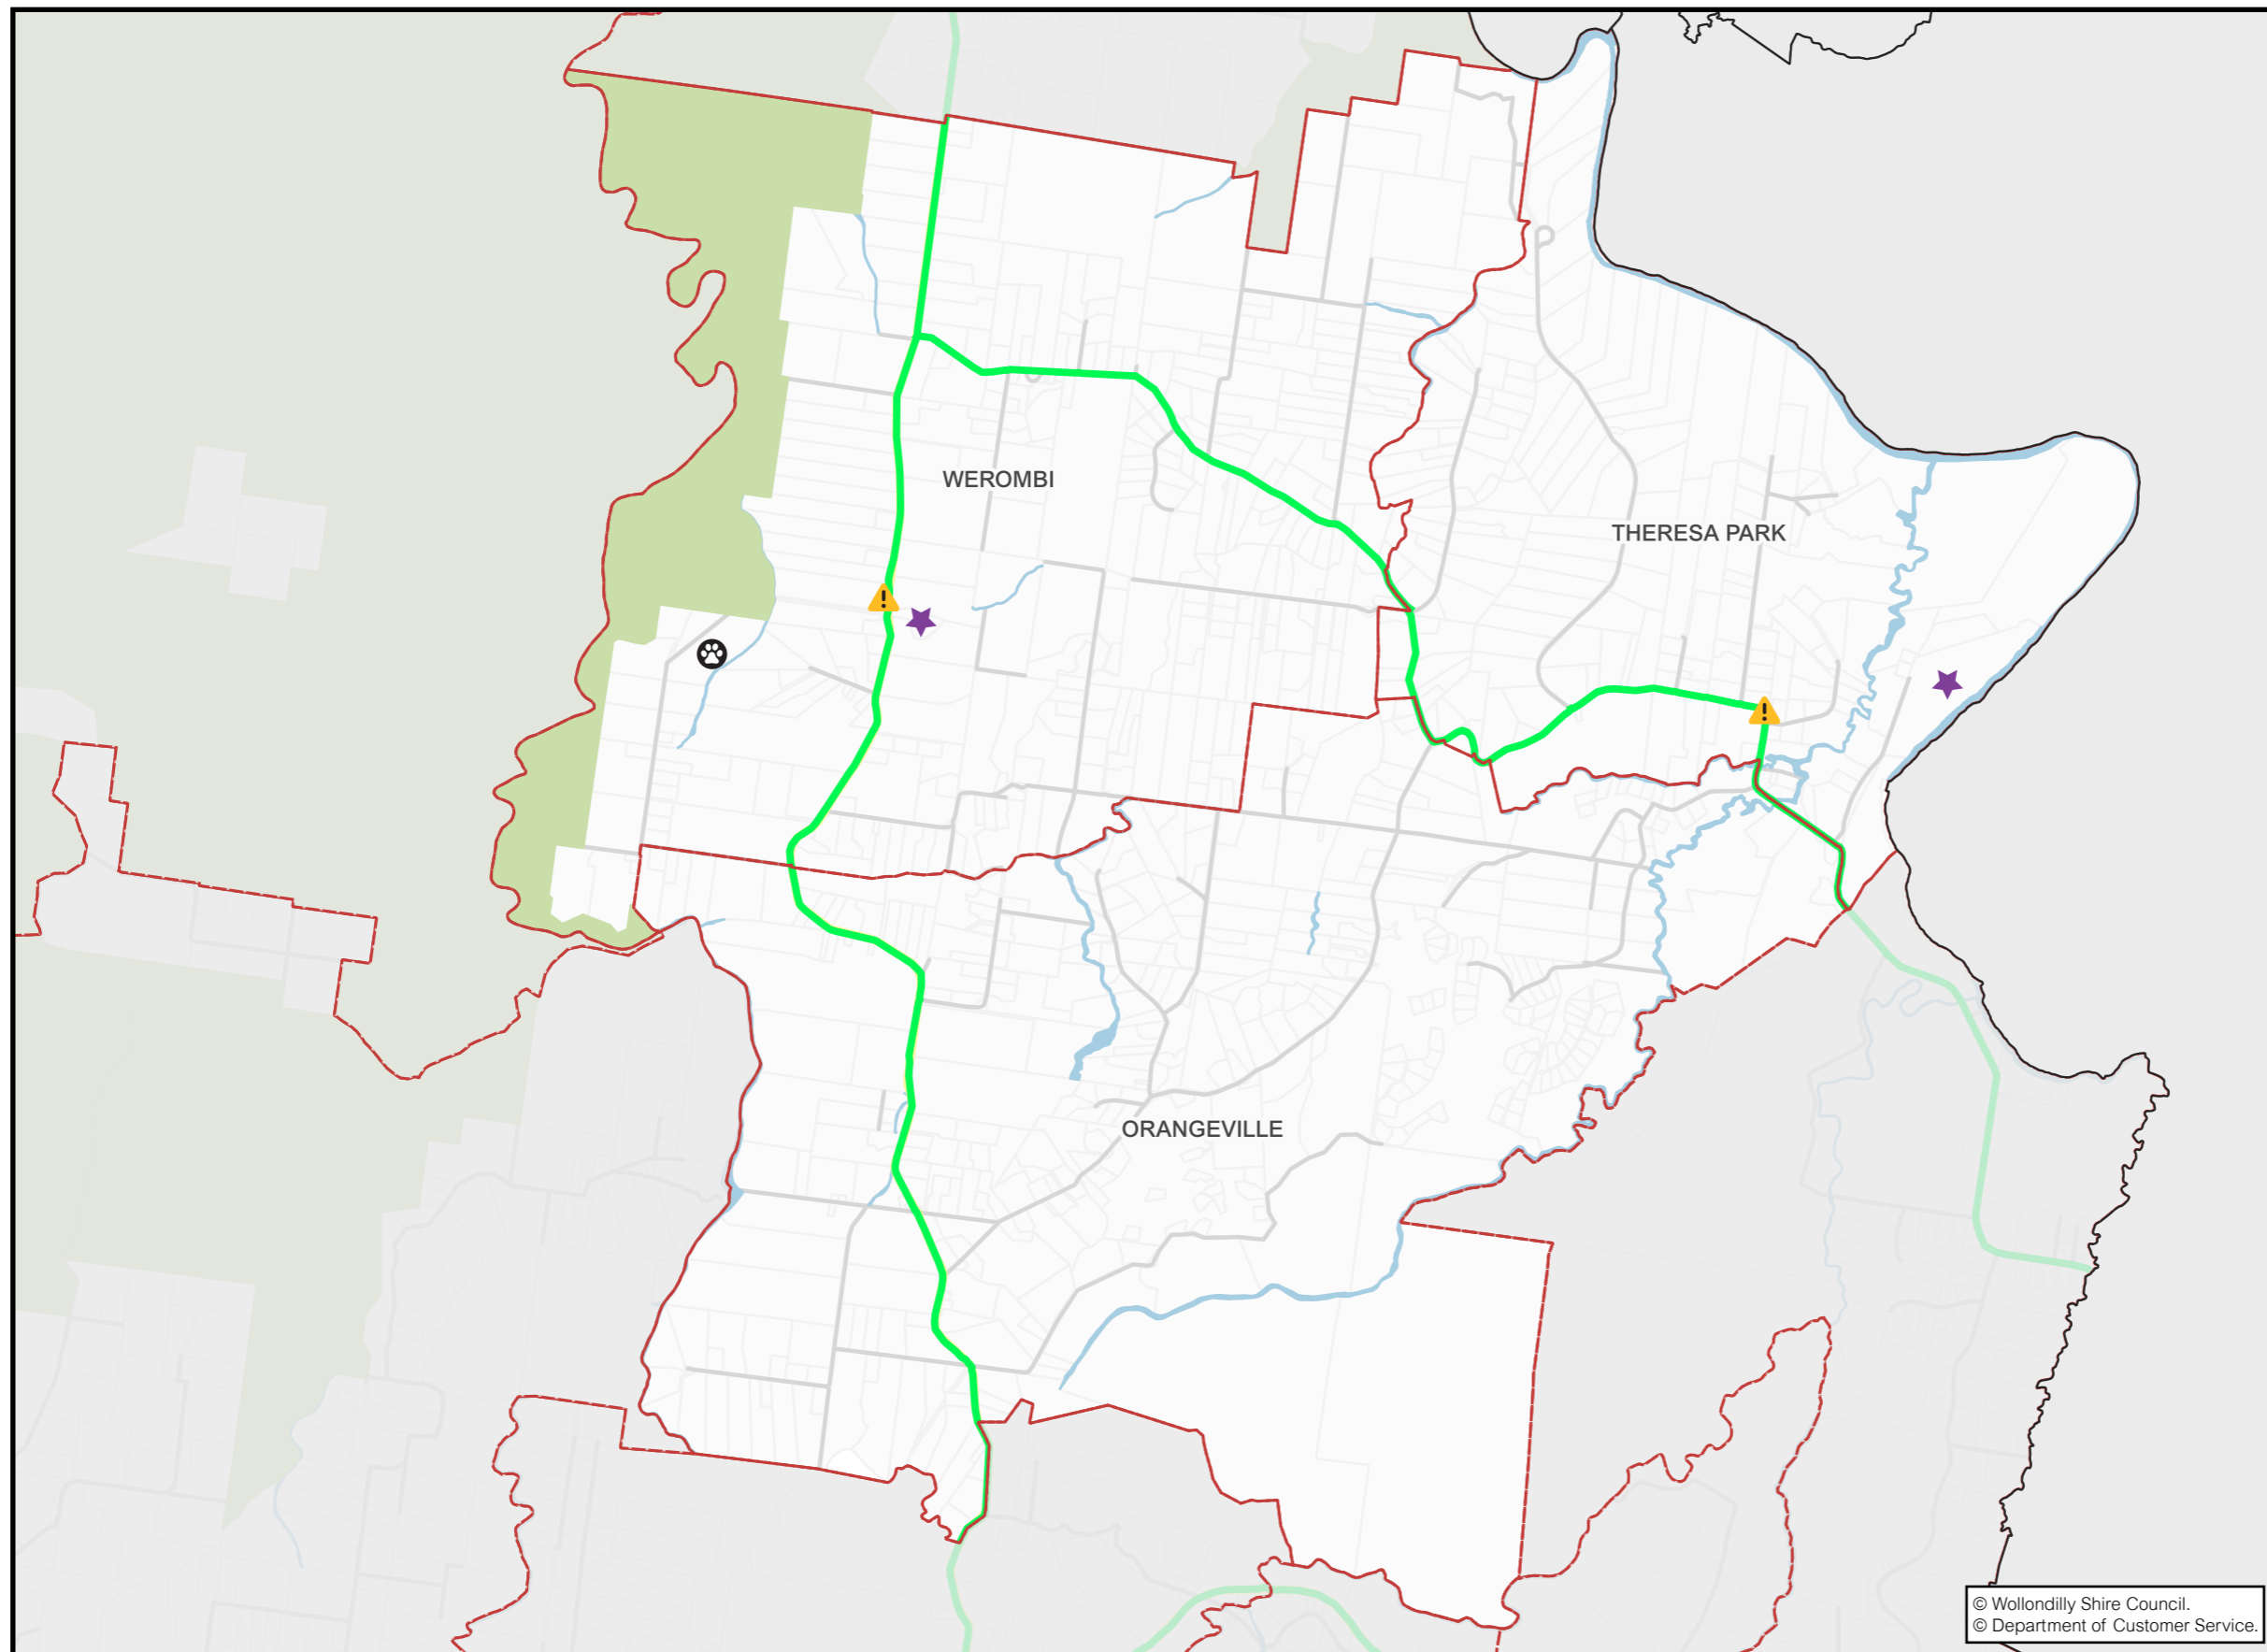 WEROMBI
THERESA PARK
ORANGEVILLE
© Wollondilly Shire Council.
© Department of Customer Service.